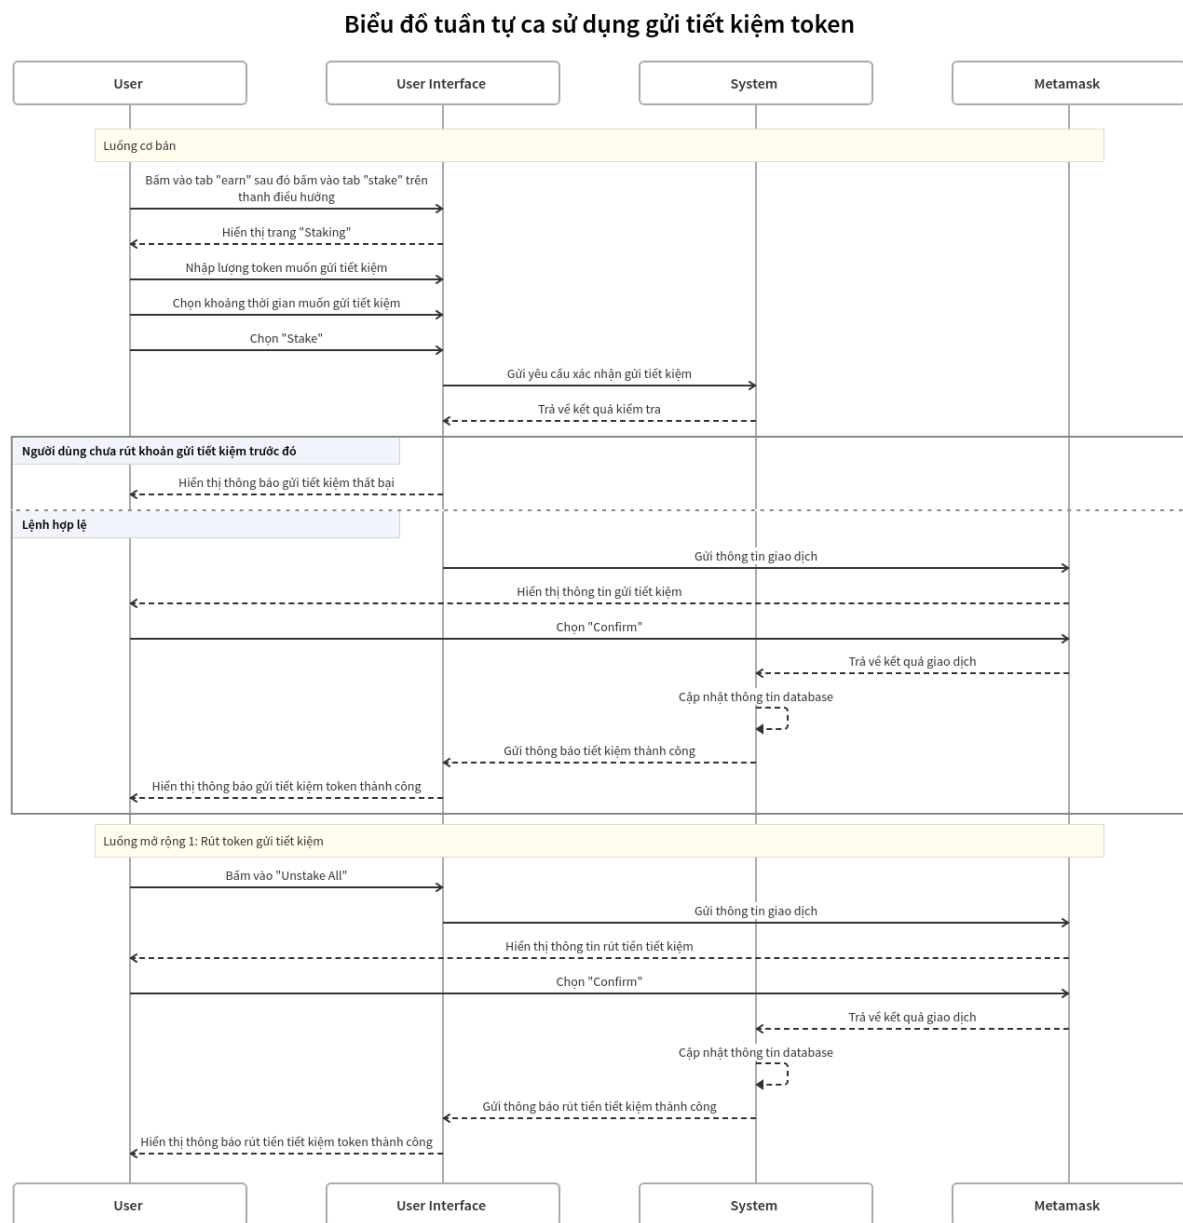 Biểu đồ tuần tự ca sử dụng gửi tiết kiệm token
User
User Interface
System
Metamask
Luồng cơ bản
Bấm vào tab "earn" sau đó bấm vào tab "stake" trên
thanh điều hướng
Hiển thị trang "Staking"
Nhập lượng token muốn gửi tiết kiệm
Chọn khoảng thời gian muốn gửi tiết kiệm
Chọn "Stake"
Gửi yêu cầu xác nhận gửi tiết kiệm
Trả về kết quả kiểm tra
Người dùng chưa rút khoản gửi tiết kiệm trước đó
Hiển thị thông báo gửi tiết kiệm thất bại
Lệnh hợp lệ
Gửi thông tin giao dịch
Hiển thị thông tin gửi tiết kiệm
Chọn "Confirm"
Trả về kết quả giao dịch
Cập nhật thông tin database
Gửi thông báo tiết kiệm thành công
Hiển thị thông báo gửi tiết kiệm token thành công
Luồng mở rộng 1: Rút token gửi tiết kiệm
Bấm vào "Unstake All"
Gửi thông tin giao dịch
Hiển thị thông tin rút tiền tiết kiệm
Chọn "Confirm"
Trả về kết quả giao dịch
Cập nhật thông tin database
Gửi thông báo rút tiền tiết kiệm thành công
Hiển thị thông báo rút tiền tiết kiệm token thành công
User
User Interface
System
Metamask